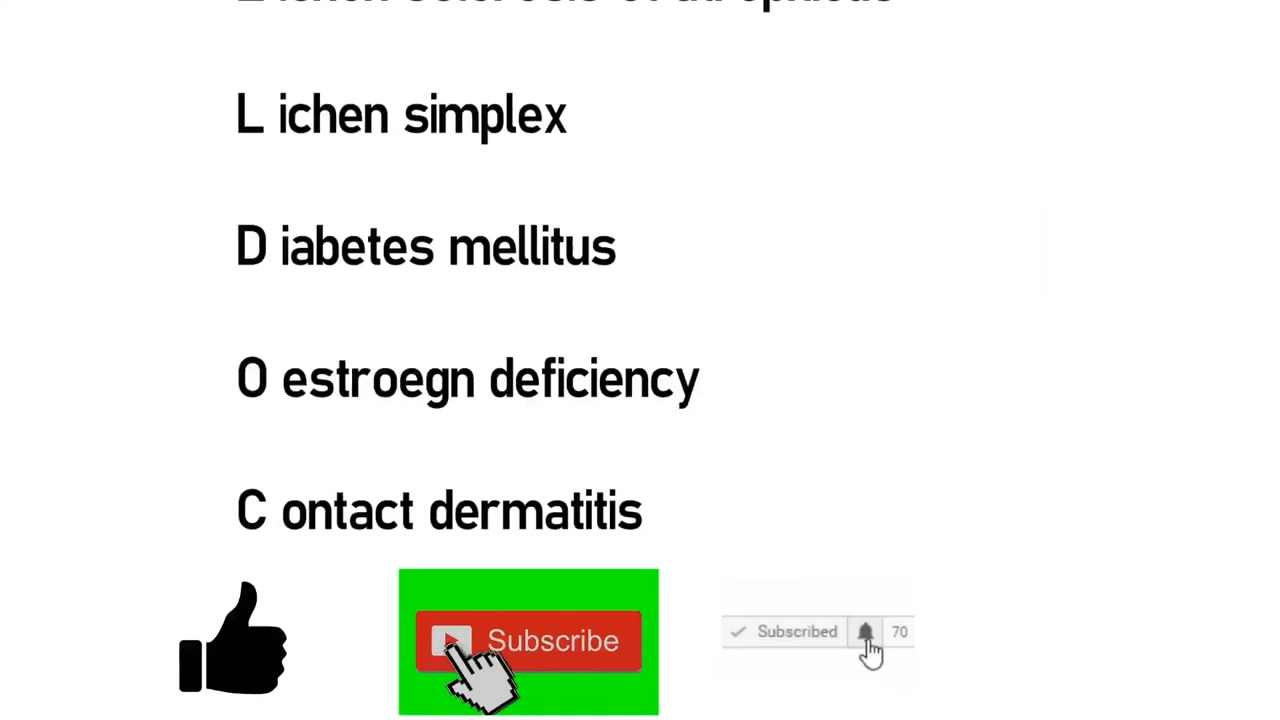 L ichen simplex
D iabetes mellitus
O estroegn deficiency
C ontact dermatitis
Subscribe
Subscribed 70